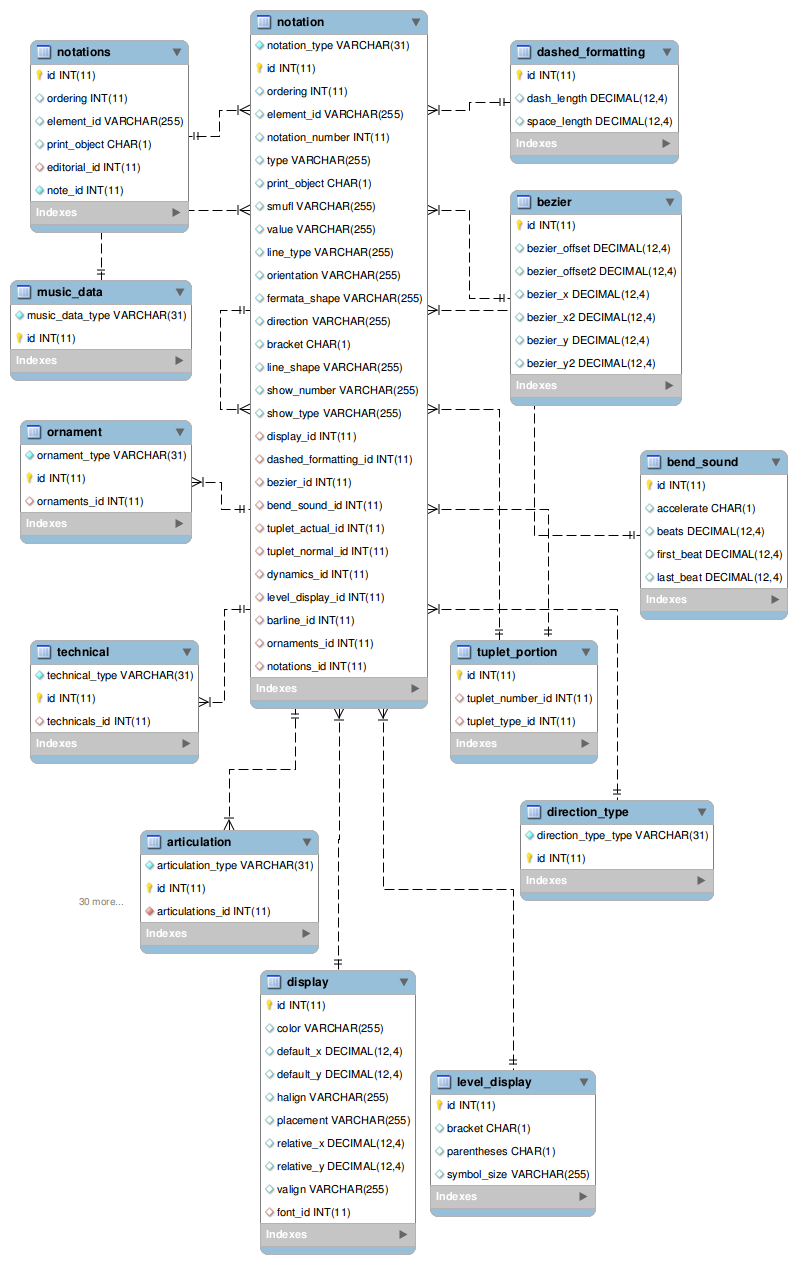 notations
id INT(11)
ordering INT(11)
element_id VARCHAR(255)
print_object CHAR(1)
editorial_id INT(11)
note_id INT(11)
Indexes
music_data
music_data_type VARCHAR(31)
id INT(11)
Indexes
ornament
ornament_type VARCHAR(31)
id INT(11)
ornaments_id INT(11)
Indexes
technical
technical_type VARCHAR(31)
id INT(11)
technicals_id INT(11)
Indexes
notation
notation_type VARCHAR(31)
id INT(11)
ordering INT(11)
element_id VARCHAR(255)
notation_number INT(11)
type VARCHAR(255)
print_object CHAR(1)
smufl VARCHAR(255)
value VARCHAR(255)
line_type VARCHAR(255)
orientation VARCHAR(255)
fermata_shape VARCHAR(255)
direction VARCHAR(255)
bracket CHAR(1)
line_shape VARCHAR(255)
show_number VARCHAR(255)
show_type VARCHAR(255)
display_id INT(11)
dashed_formatting_id INT(11)
bezier_id INT(11)
bend_sound_id INT(11)
tuplet_actual_id INT(11)
tuplet_normal_id INT(11)
dynamics_id INT(11)
level_display_id INT(11)
barline_id INT(11)
ornaments_id INT(11)
notations_id INT(11)
Indexes
dashed_formatting
id INT(11)
dash_length DECIMAL(12,4)
space_length DECIMAL(12,4)
Indexes
bezier
id INT(11)
bezier_offset DECIMAL(12,4)
bezier_offset2 DECIMAL(12,4)
bezier_x DECIMAL(12,4)
bezier_x2 DECIMAL(12,4)
bezier_y DECIMAL(12,4)
bezier_y2 DECIMAL(12,4)
Indexes
bend_sound
id INT(11)
accelerate CHAR(1)
beats DECIMAL(12,4)
first_beat DECIMAL(12,4)
last_beat DECIMAL(12,4)
Indexes
tuplet_portion
id INT(11)
tuplet_number_id INT(11)
tuplet_type_id INT(11)
Indexes
direction_type
direction_type_type VARCHAR(31)
id INT(11)
Indexes
articulation
articulation_type VARCHAR(31)
id INT(11)
articulations_id INT(11)
Indexes
30 more...
display
id INT(11)
color VARCHAR(255)
default_x DECIMAL(12,4)
default_y DECIMAL(12,4)
halign VARCHAR(255)
placement VARCHAR(255)
relative_x DECIMAL(12,4)
relative_y DECIMAL(12,4)
valign VARCHAR(255)
font_id INT(11)
Indexes
level_display
id INT(11)
bracket CHAR(1)
parentheses CHAR(1)
symbol_size VARCHAR(255)
Indexes